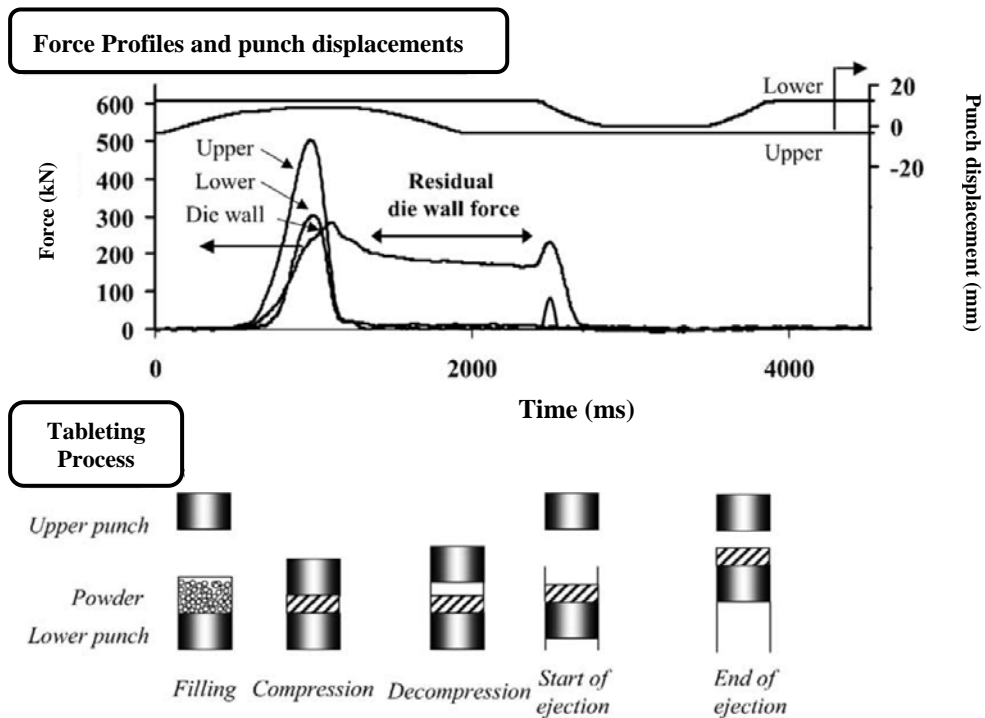 Force Profiles and punch displacements
600
500
400
300
200
100
0
Force (kN)
Upper
Lower
Die wall
Residual
die wall force
Lower
Upper
20
0
-20
Punch displacement (mm)
0
2000
4000
Time (ms)
Tableting
Process
Upper punch
Powder
Lower punch
Filling
Compression
Decompression
Start of
ejection
End of
ejection